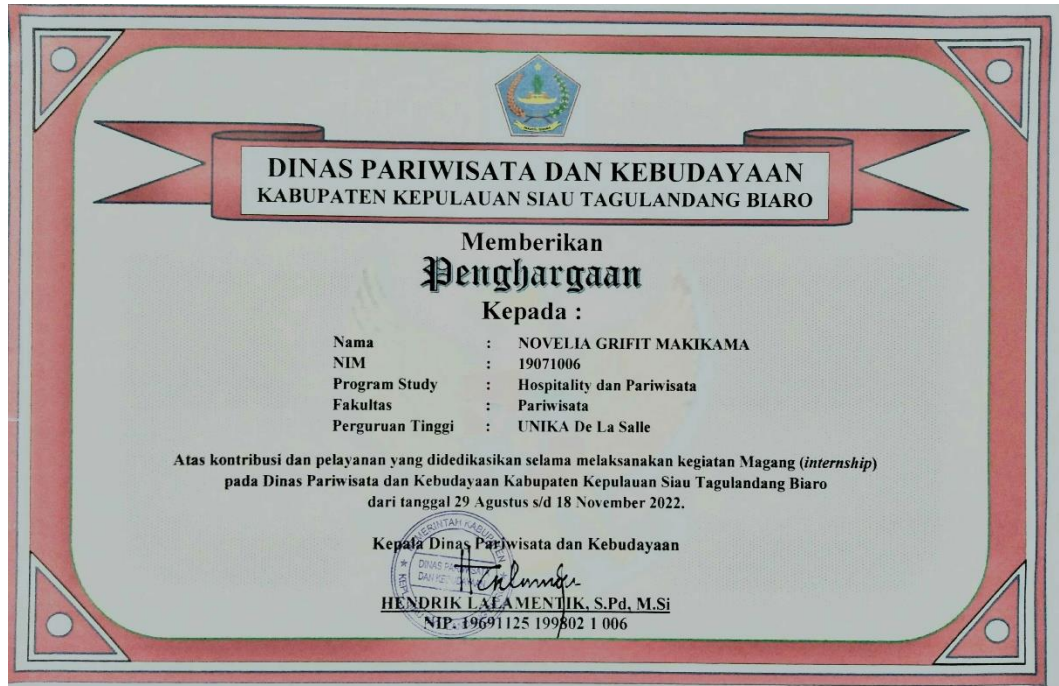 DINAS PARIWISATA DAN KEBUDAYAAN
KABUPATEN KEPULAUAN SIAU TAGULANDANG BIARO
Memberikan
Penghargaan
Kepada :
Nama : NOVELIA GRIFIT MAKIKAMA
NIM : 19071006
Program Study : Hospitality dan Pariwisata
Fakultas : Pariwisata
Perguruan Tinggi : UNIKA De La Salle
Atas kontribusi dan pelayanan yang didedikasikan selama melaksanakan kegiatan Magang (internship)
pada Dinas Pariwisata dan Kebudayaan Kabupaten Kepulauan Siau Tagulandang Biaro
dari tanggal 29 Agustus s/d 18 November 2022.
Kepala Dinas Pariwisata dan Kebudayaan
HENDRIK LALAMENTIK, S.Pd, M.Si
NIP. 19691125 199802 1 006